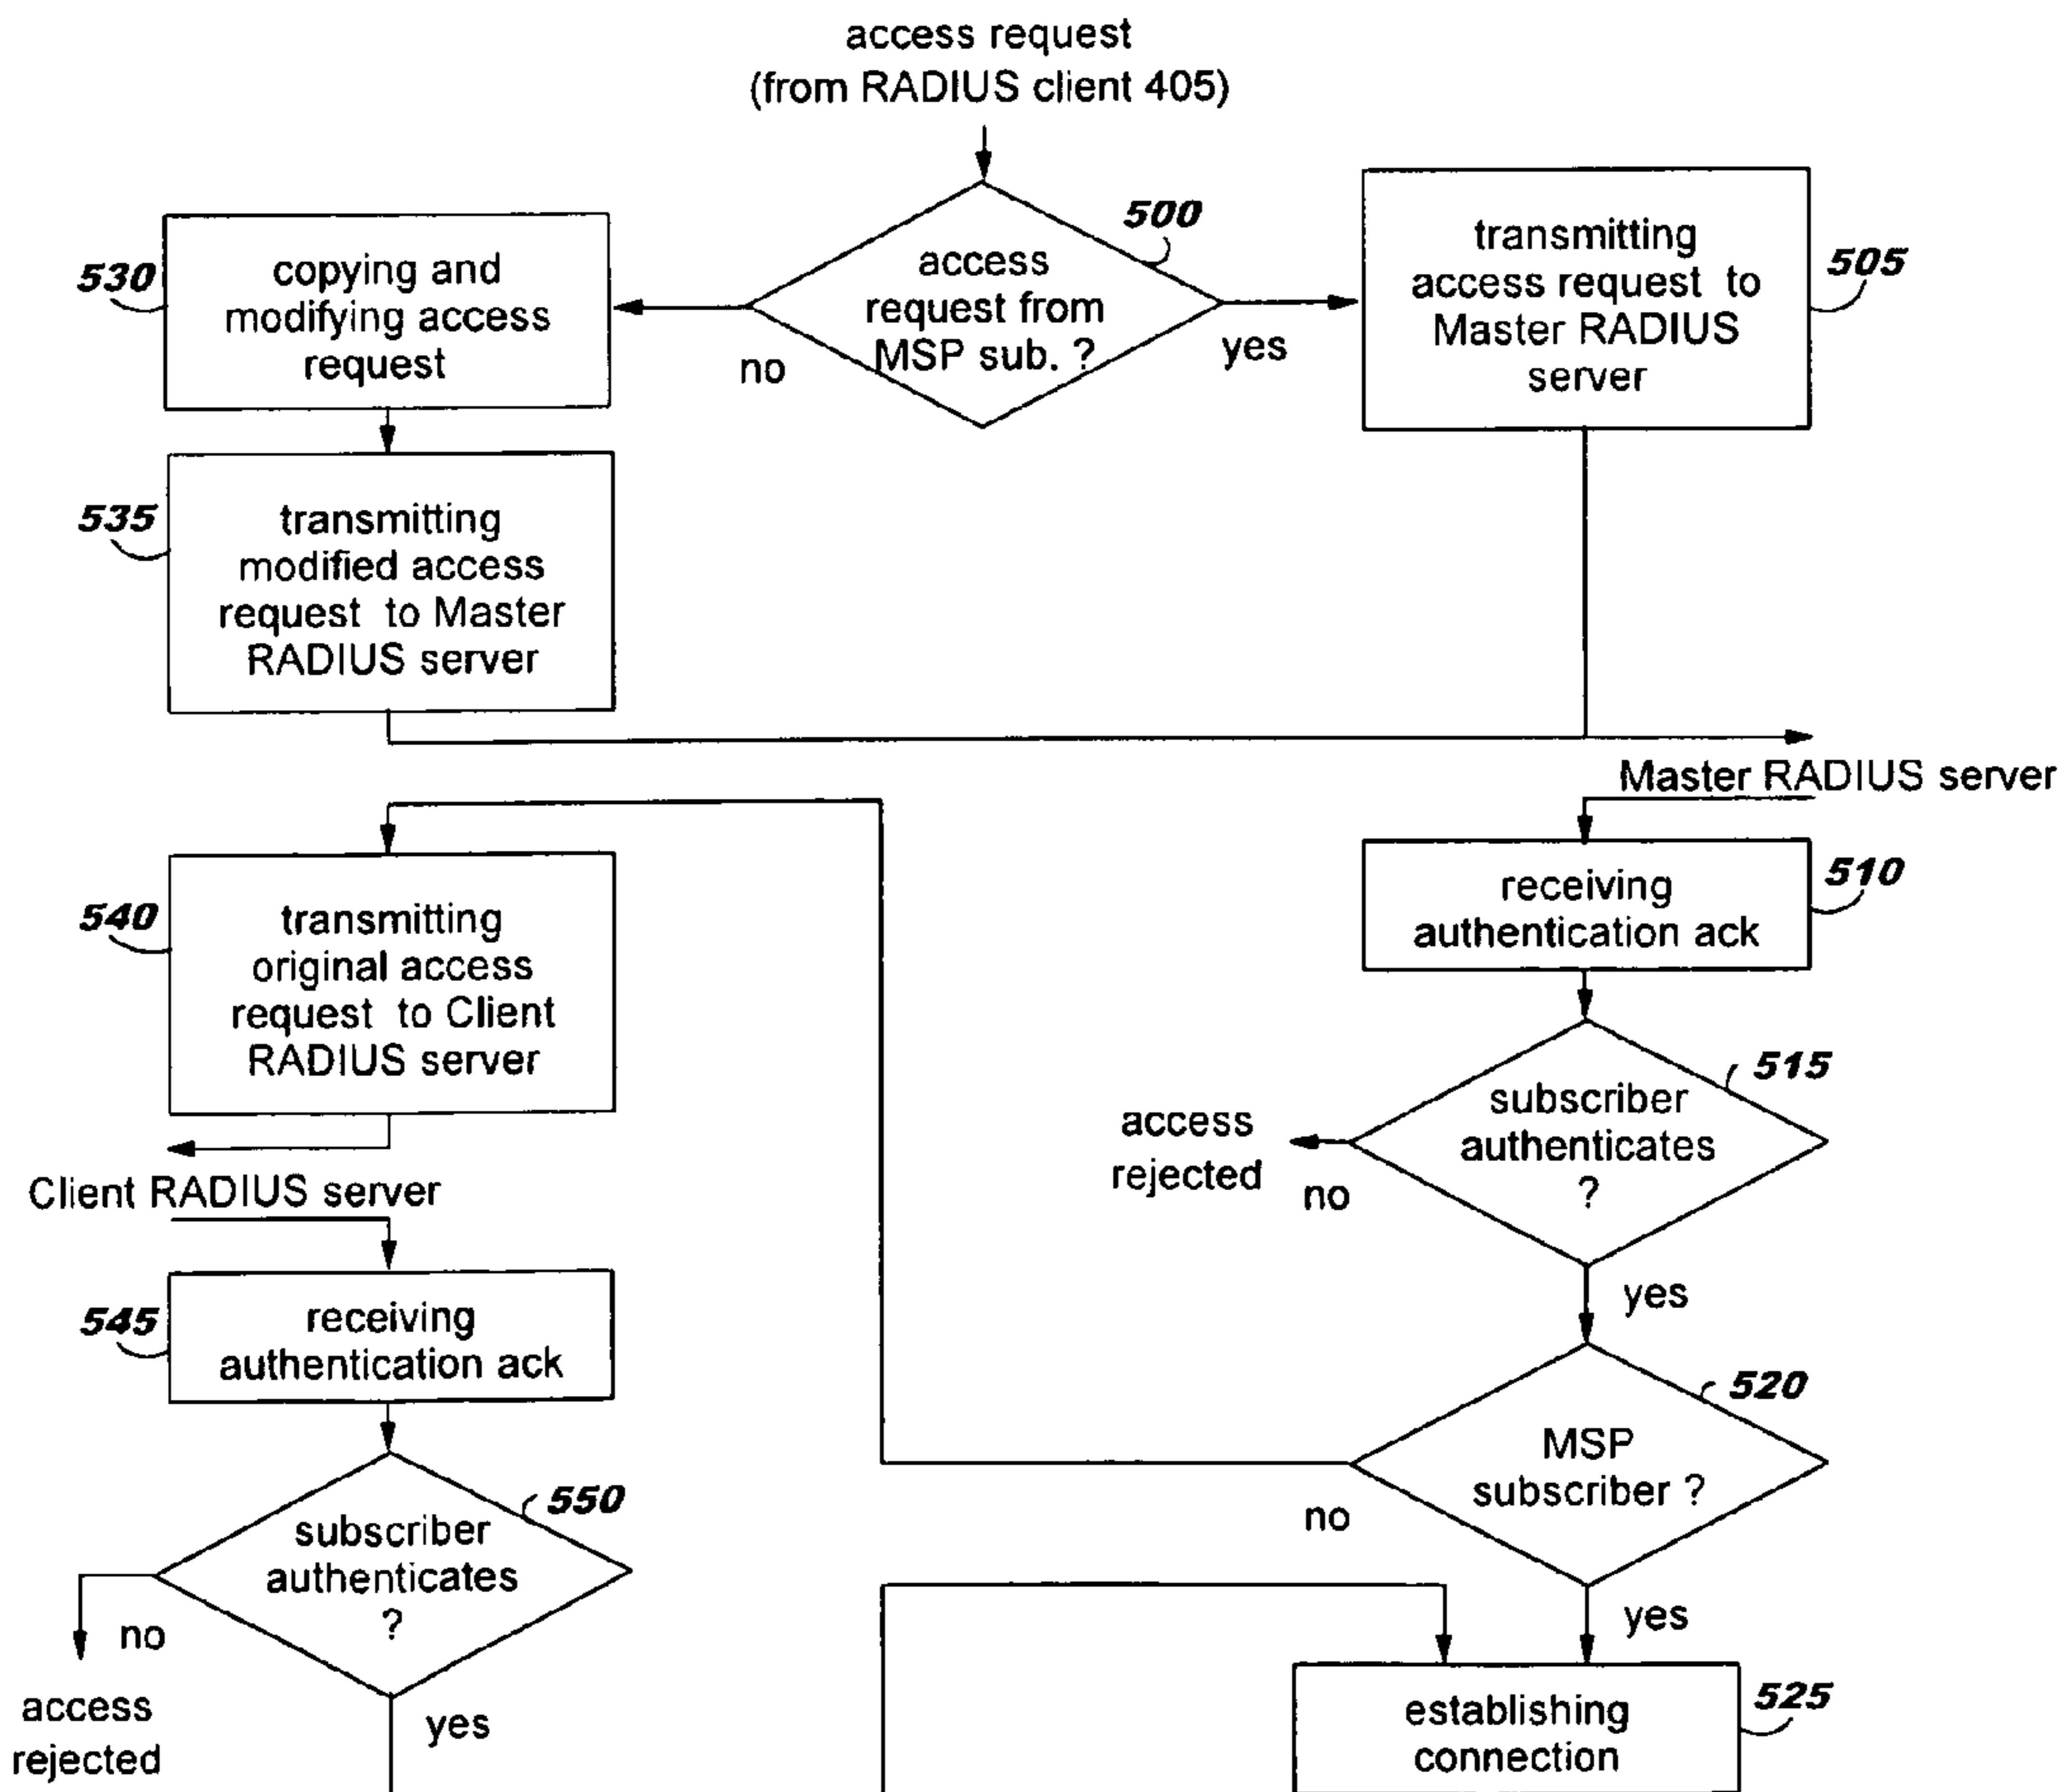 access request
(from RADIUS client 405)
500
access
request from
MSP sub. ?
no
yes
530
copying and
modifying access
request
transmitting
access request to
Master RADIUS
server
505
535
transmitting
modified access
request to Master
RADIUS server
Master RADIUS server
540
transmitting
original access
request to Client
RADIUS server
receiving
authentication ack
510
515
subscriber
authenticates
?
access
rejected
no
yes
Client RADIUS server
545
receiving
authentication ack
520
MSP
subscriber ?
no
yes
550
subscriber
authenticates
?
no
access
rejected
yes
establishing
connection
525